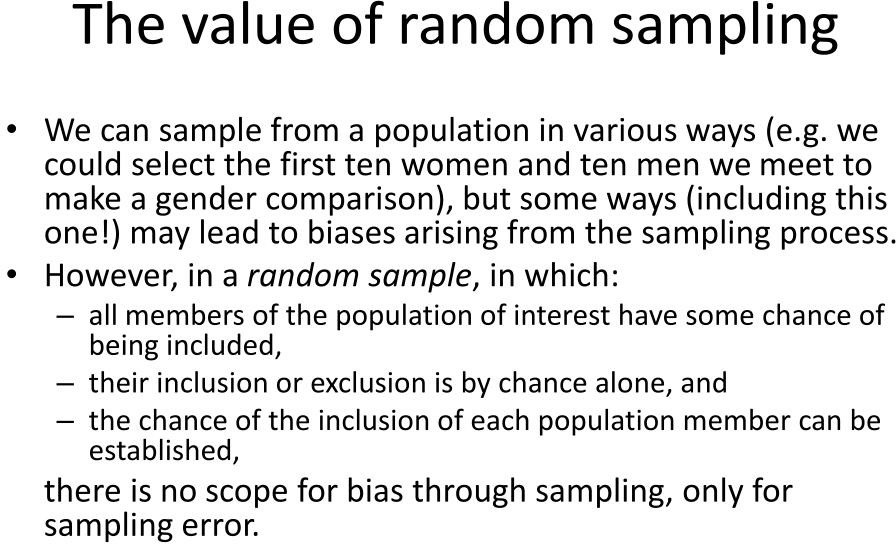 The value of random sampling
• We can sample from a population in various ways (e.g. we
could select the first ten women and ten men we meet to
make a gender comparison), but some ways (including this
one!) may lead to biases arising from the sampling process.
• However, in a random sample, in which:
– all members of the population of interest have some chance of
being included,
– their inclusion or exclusion is by chance alone, and
– the chance of the inclusion of each population member can be
established,
there is no scope for bias through sampling, only for
sampling error.